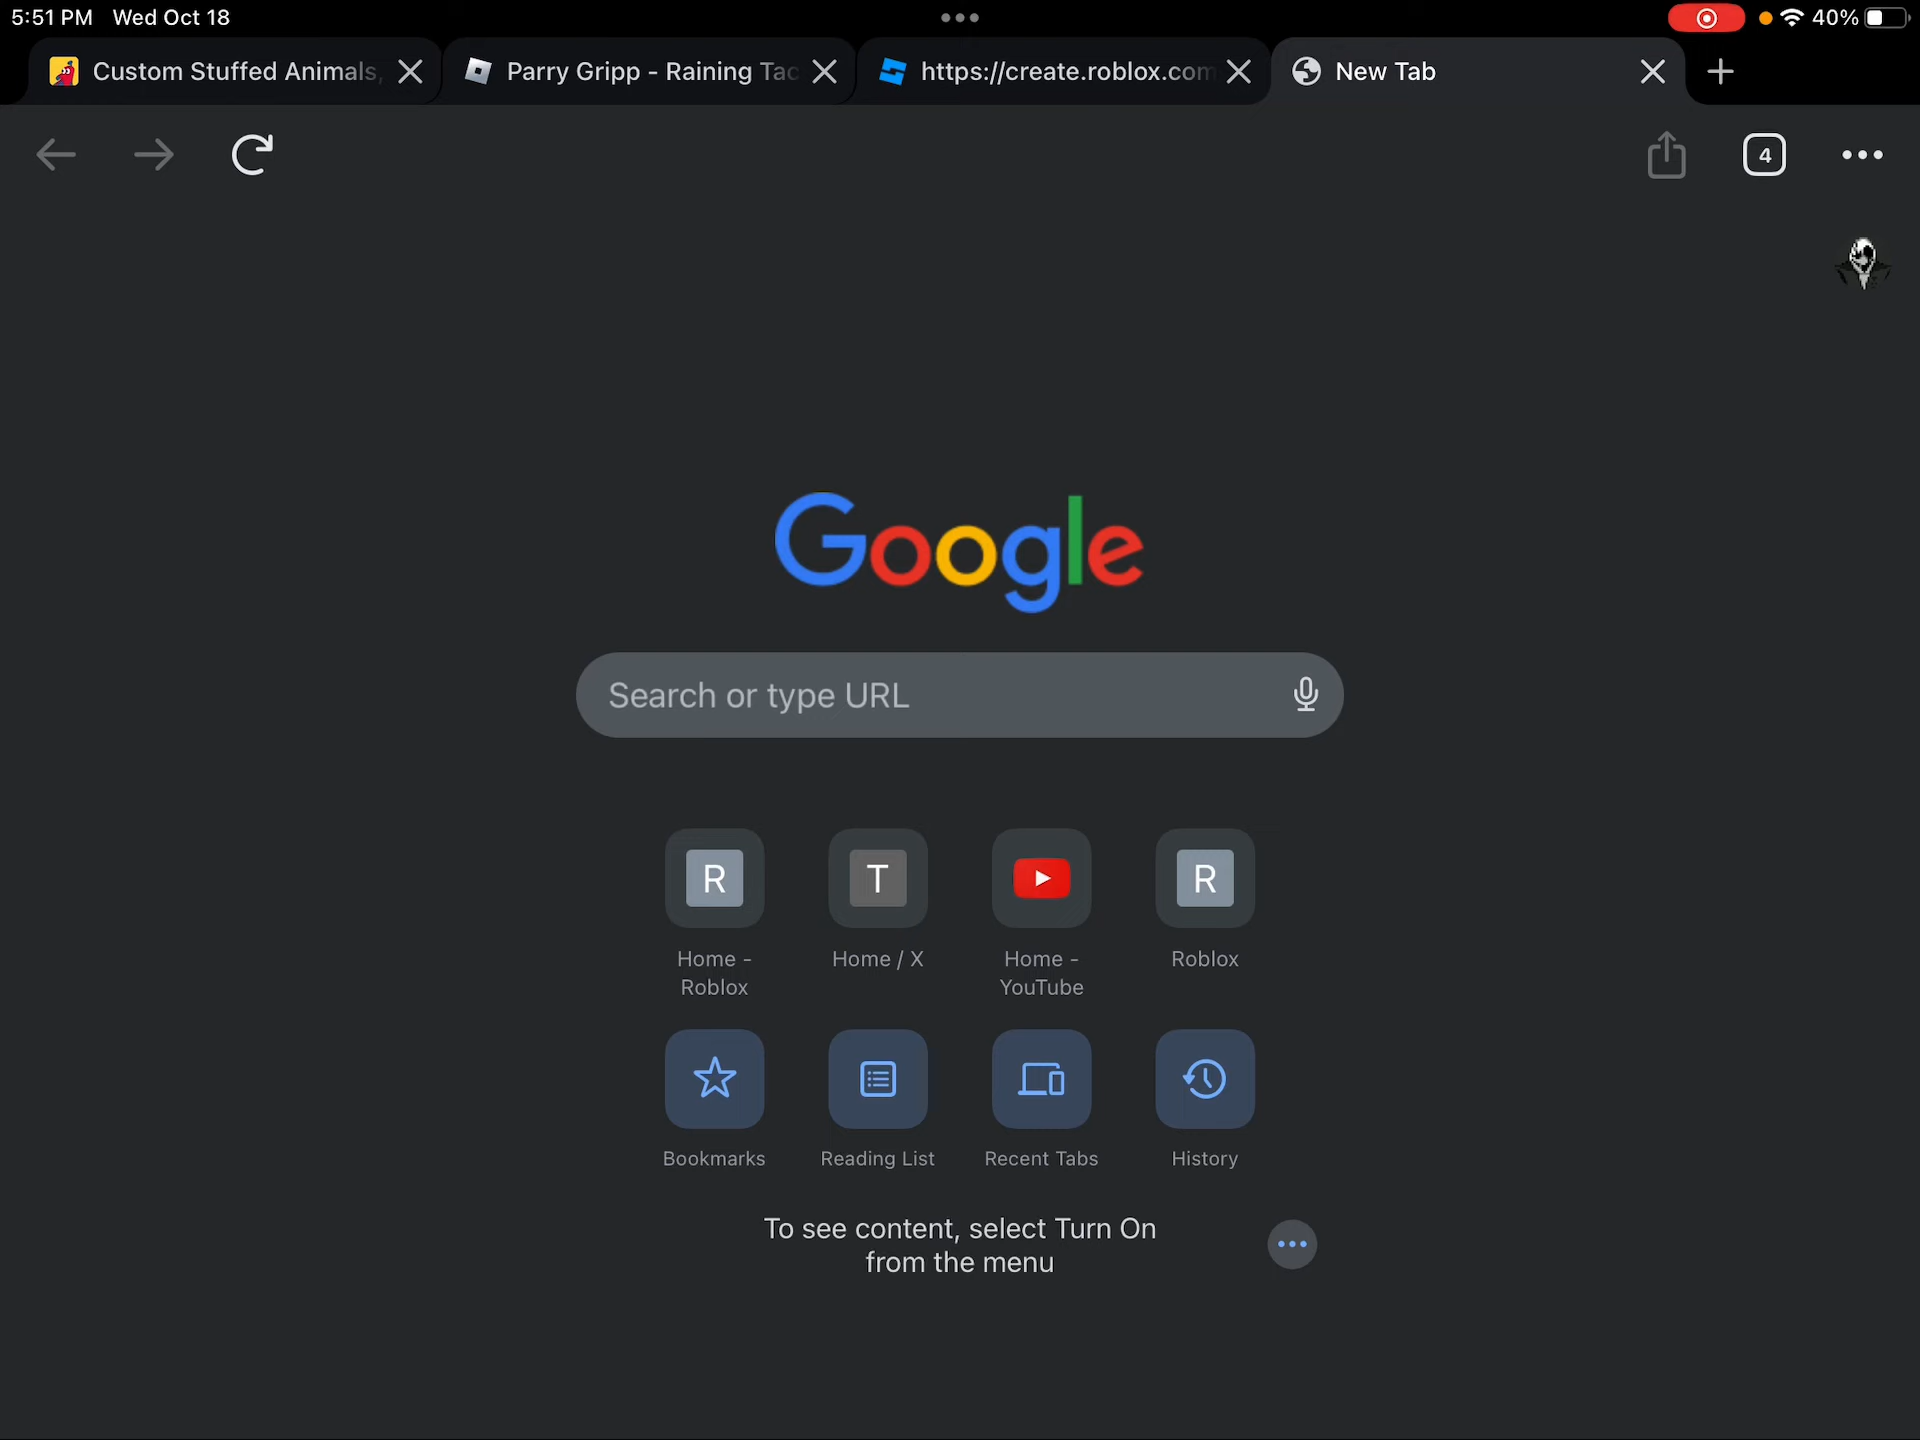 5:51 PM Wed Oct 18
40%
Custom Stuffed Animals,
Parry Gripp - Raining Tac
https://create.roblox.com
New Tab
4
Google
Search or type URL
R
T
R
Home -
Roblox
Home / X
Home -
YouTube
Roblox
Bookmarks
Reading List
Recent Tabs
History
To see content, select Turn On
from the menu